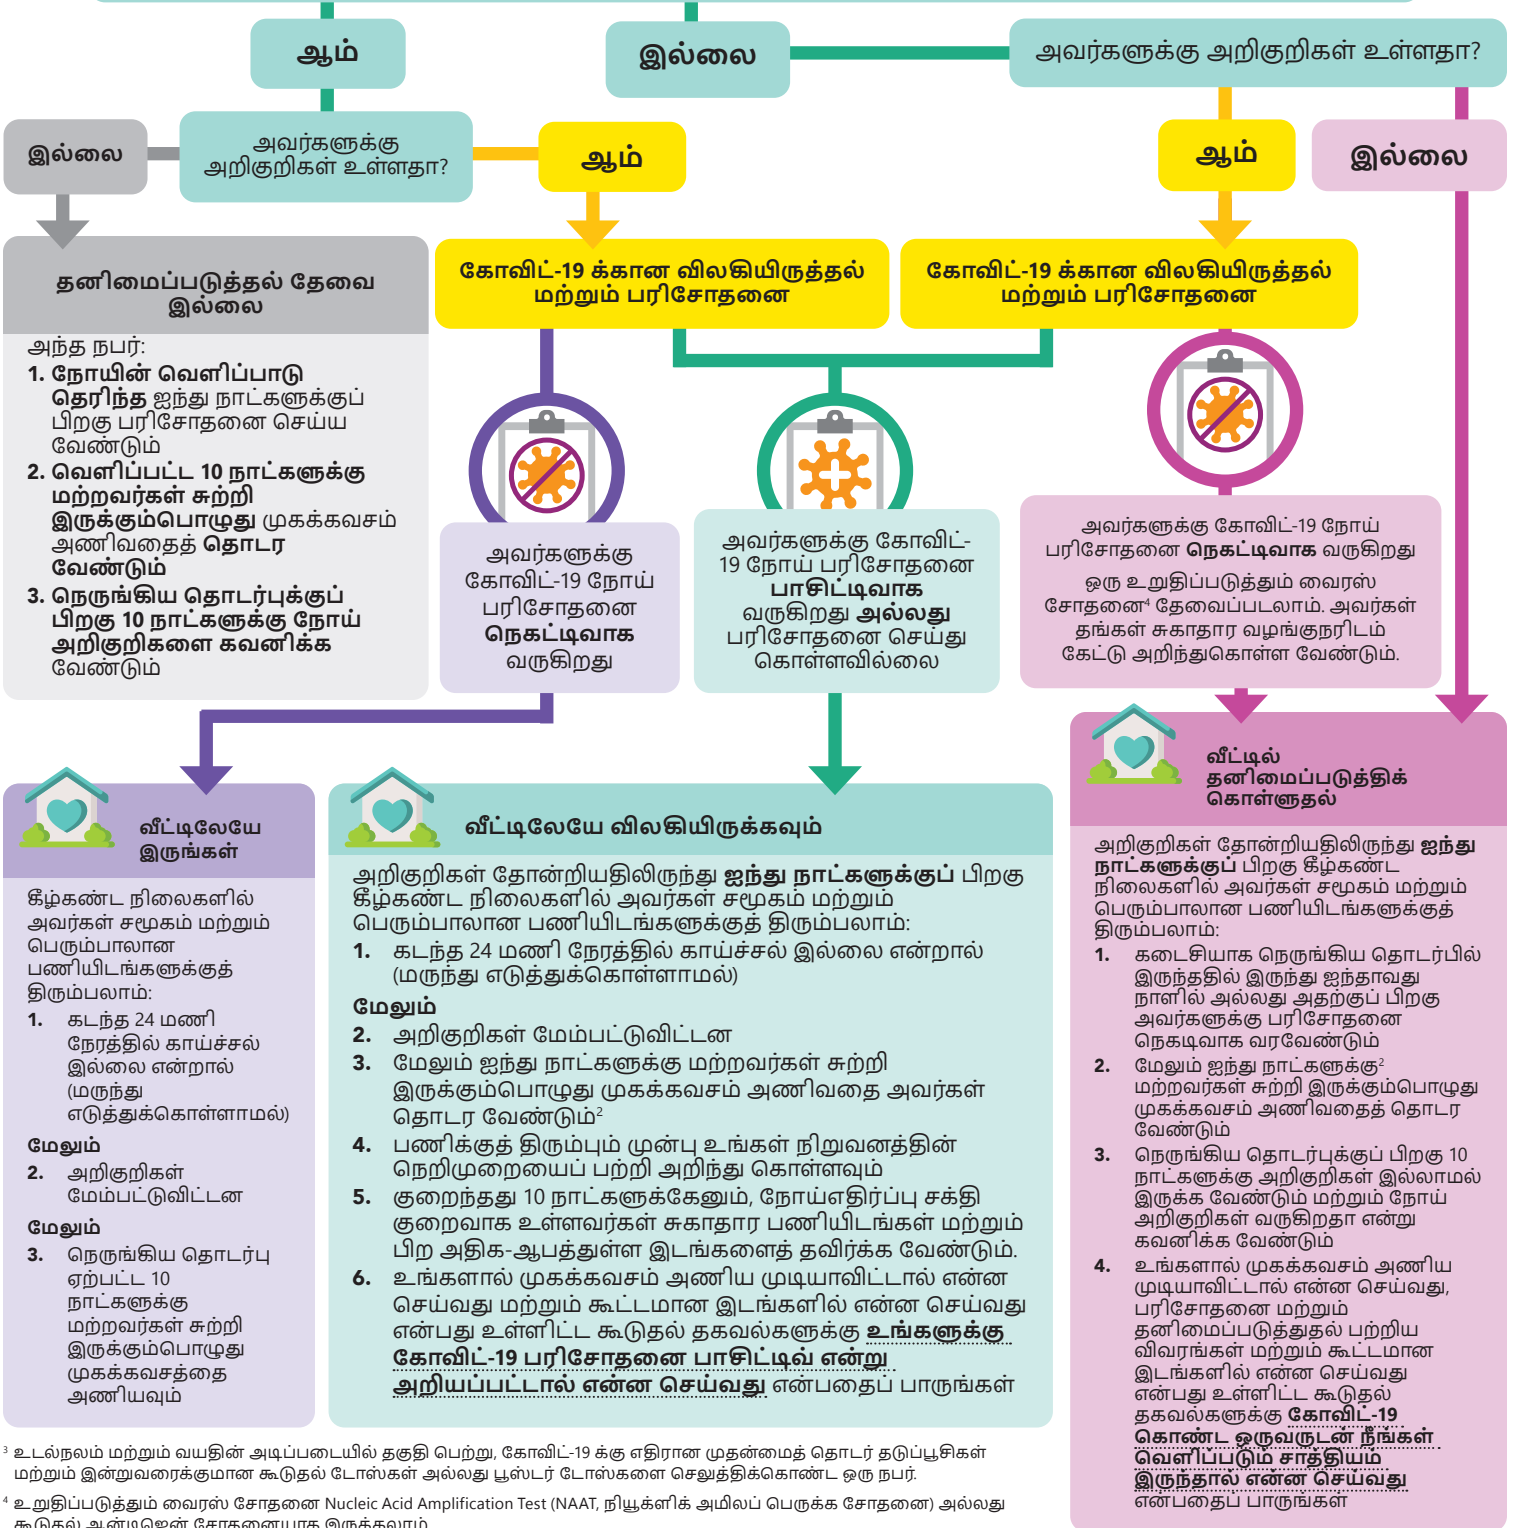 ஆம்
இல்லை
அவர்களுக்கு அறிகுறிகள் உள்ளதா?
இல்லை
அவர்களுக்கு
அறிகுறிகள் உள்ளதா?
ஆம்
ஆம்
இல்லை
தனிமைப்படுத்தல் தேவை
இல்லை
அந்த நபர்:
1. நோயின் வெளிப்பாடு
தெரிந்த ஐந்து நாட்களுக்குப்
பிறகு பரிசோதனை செய்ய
வேண்டும்
2. வெளிப்பட்ட 10 நாட்களுக்கு
மற்றவர்கள் சுற்றி
இருக்கும்பொழுது முகக்கவசம்
அணிவதைத் தொடர
வேண்டும்
3. நெருங்கிய தொடர்புக்குப்
பிறகு 10 நாட்களுக்கு நோய்
அறிகுறிகளை கவனிக்க
வேண்டும்
கோவிட்-19 க்கான விலகியிருத்தல்
மற்றும் பரிசோதனை
கோவிட்-19 க்கான விலகியிருத்தல்
மற்றும் பரிசோதனை
அவர்களுக்கு
கோவிட்-19 நோய்
பரிசோதனை
நெகட்டிவாக
வருகிறது
அவர்களுக்கு கோவிட்-
19 நோய் பரிசோதனை
பாசிட்டிவாக
வருகிறது அல்லது
பரிசோதனை செய்து
கொள்ளவில்லை
அவர்களுக்கு கோவிட்-19 நோய்
பரிசோதனை நெகட்டிவாக வருகிறது
ஒரு உறுதிப்படுத்தும் வைரஸ்
சோதனை⁴ தேவைப்படலாம். அவர்கள்
தங்கள் சுகாதார வழங்குநரிடம்
கேட்டு அறிந்துகொள்ள வேண்டும்.
வீட்டிலேயே
இருங்கள்
கீழ்கண்ட நிலைகளில்
அவர்கள் சமூகம் மற்றும்
பெரும்பாலான
பணியிடங்களுக்குத்
திரும்பலாம்:
1. கடந்த 24 மணி
நேரத்தில் காய்ச்சல்
இல்லை என்றால்
(மருந்து
எடுத்துக்கொள்ளாமல்)
மேலும்
2. அறிகுறிகள்
மேம்பட்டுவிட்டன
மேலும்
3. நெருங்கிய தொடர்பு
ஏற்பட்ட 10
நாட்களுக்கு
மற்றவர்கள் சுற்றி
இருக்கும்பொழுது
முகக்கவசத்தை
அணியவும்
வீட்டிலேயே விலகியிருக்கவும்
அறிகுறிகள் தோன்றியதிலிருந்து ஐந்து நாட்களுக்குப் பிறகு
கீழ்கண்ட நிலைகளில் அவர்கள் சமூகம் மற்றும்
பெரும்பாலான பணியிடங்களுக்குத் திரும்பலாம்:
1. கடந்த 24 மணி நேரத்தில் காய்ச்சல் இல்லை என்றால்
(மருந்து எடுத்துக்கொள்ளாமல்)
மேலும்
2. அறிகுறிகள் மேம்பட்டுவிட்டன
3. மேலும் ஐந்து நாட்களுக்கு மற்றவர்கள் சுற்றி
இருக்கும்பொழுது முகக்கவசம் அணிவதை அவர்கள்
தொடர வேண்டும்²
4. பணிக்குத் திரும்பும் முன்பு உங்கள் நிறுவனத்தின்
நெறிமுறையைப் பற்றி அறிந்து கொள்ளவும்
5. குறைந்தது 10 நாட்களுக்கேனும், நோய்எதிர்ப்பு சக்தி
குறைவாக உள்ளவர்கள் சுகாதார பணியிடங்கள் மற்றும்
பிற அதிக-ஆபத்துள்ள இடங்களைத் தவிர்க்க வேண்டும்.
6. உங்களால் முகக்கவசம் அணிய முடியாவிட்டால் என்ன
செய்வது மற்றும் கூட்டமான இடங்களில் என்ன செய்வது
என்பது உள்ளிட்ட கூடுதல் தகவல்களுக்கு உங்களுக்கு
கோவிட்-19 பரிசோதனை பாசிட்டிவ் என்று
அறியப்பட்டால் என்ன செய்வது என்பதைப் பாருங்கள்
வீட்டில்
தனிமைப்படுத்திக்
கொள்ளுதல்
அறிகுறிகள் தோன்றியதிலிருந்து ஐந்து
நாட்களுக்குப் பிறகு கீழ்கண்ட
நிலைகளில் அவர்கள் சமூகம் மற்றும்
பெரும்பாலான பணியிடங்களுக்குத்
திரும்பலாம்:
1. கடைசியாக நெருங்கிய தொடர்பில்
இருந்ததில் இருந்து ஐந்தாவது
நாளில் அல்லது அதற்குப் பிறகு
அவர்களுக்கு பரிசோதனை
நெகடிவாக வரவேண்டும்
2. மேலும் ஐந்து நாட்களுக்கு²
மற்றவர்கள் சுற்றி இருக்கும்பொழுது
முகக்கவசம் அணிவதைத் தொடர
வேண்டும்
3. நெருங்கிய தொடர்புக்குப் பிறகு 10
நாட்களுக்கு அறிகுறிகள் இல்லாமல்
இருக்க வேண்டும் மற்றும் நோய்
அறிகுறிகள் வருகிறதா என்று
கவனிக்க வேண்டும்
4. உங்களால் முகக்கவசம் அணிய
முடியாவிட்டால் என்ன செய்வது,
பரிசோதனை மற்றும்
தனிமைப்படுத்துதல் பற்றிய
விவரங்கள் மற்றும் கூட்டமான
இடங்களில் என்ன செய்வது
என்பது உள்ளிட்ட கூடுதல்
தகவல்களுக்கு கோவிட்-19
கொண்ட ஒருவருடன் நீங்கள்
வெளிப்படும் சாத்தியம்
இருந்தால் என்ன செய்வது
என்பதைப் பாருங்கள்
³ உடல்நலம் மற்றும் வயதின் அடிப்படையில் தகுதி பெற்று, கோவிட்-19 க்கு எதிரான முதன்மைத் தொடர் தடுப்பூசிகள்
மற்றும் இன்றுவரைக்குமான கூடுதல் டோஸ்கள் அல்லது பூஸ்டர் டோஸ்களை செலுத்திக்கொண்ட ஒரு நபர்.
⁴ உறுதிப்படுத்தும் வைரஸ் சோதனை Nucleic Acid Amplification Test (NAAT, நியூக்ளிக் அமிலப் பெருக்க சோதனை) அல்லது
கூடுதல் ஆன்டிஜென் சோதனையாக இருக்கலாம்